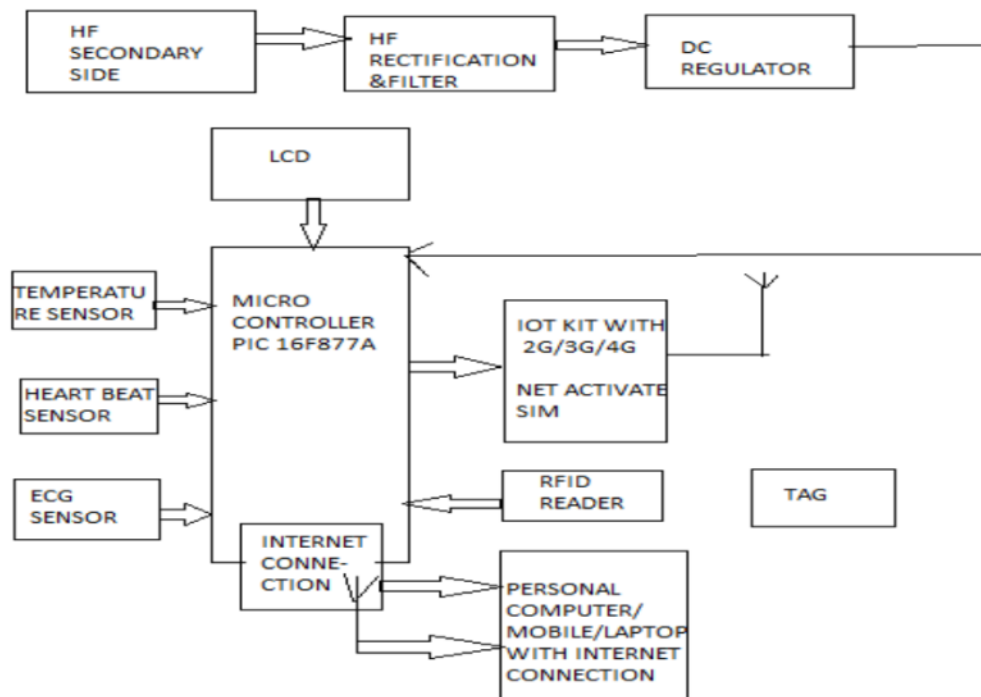 HF
SECONDARY
SIDE
HF
RECTIFICATION
&FILTER
DC
REGULATOR
LCD
TEMPERATU
RE SENSOR
MICRO
CONTROLLER
PIC 16F877A
IOT KIT WITH
2G/3G/4G
NET ACTIVATE
SIM
HEART BEAT
SENSOR
ECG
SENSOR
RFID
READER
TAG
INTERNET
CONNE-
CTION
PERSONAL
COMPUTER/
MOBILE/LAPTOP
WITH INTERNET
CONNECTION